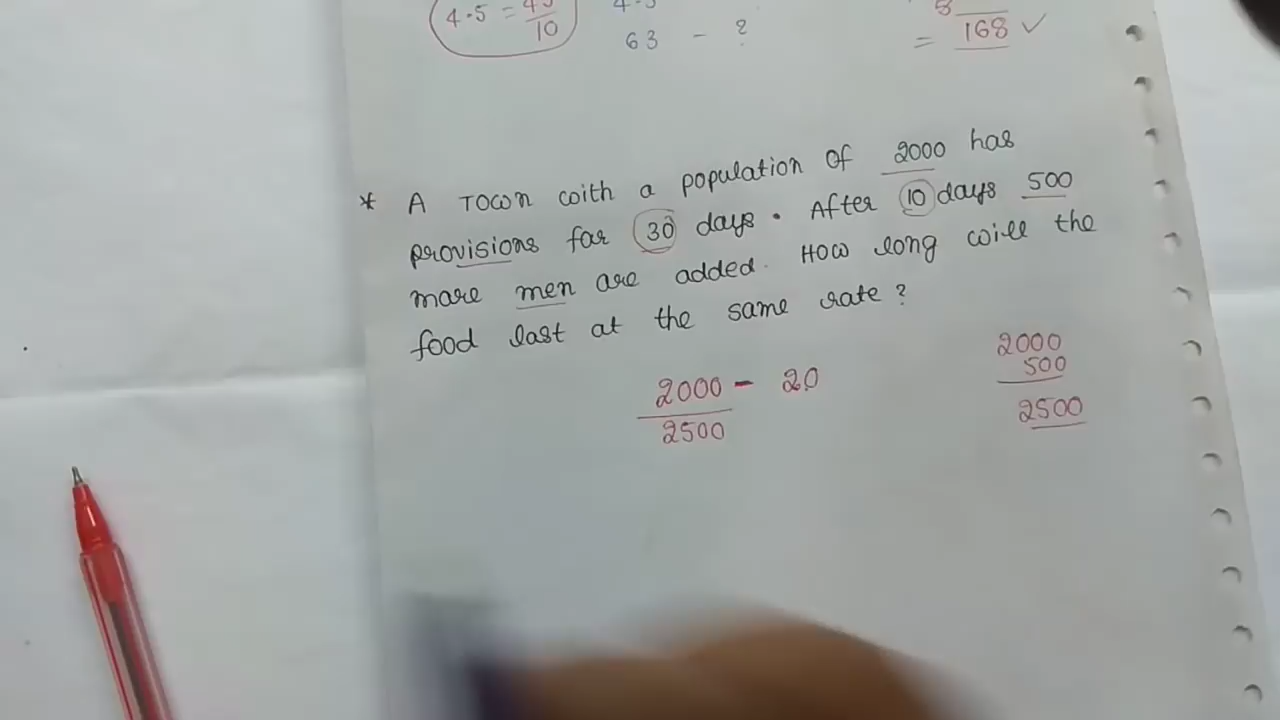 4.5 = 45/10
63 - ?
= 168 ✓
* A Town with a population of 2000 has
provisions for 30 days. After 10 days 500
more men are added. How long will the
food last at the same rate?
2000 - 20
2500
2000
500
2500